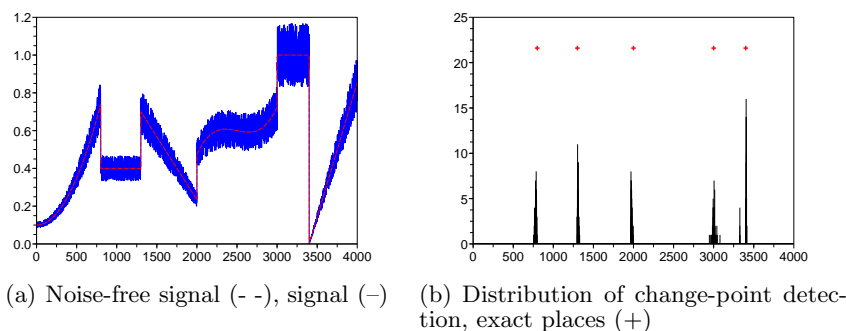 1.2
1.0
0.8
0.6
0.4
0.2
0.0
0 500 1000 1500 2000 2500 3000 3500 4000
(a) Noise-free signal (- -), signal (–)
25
20
15
10
5
0
0 500 1000 1500 2000 2500 3000 3500 4000
(b) Distribution of change-point detec-
tion, exact places (+)